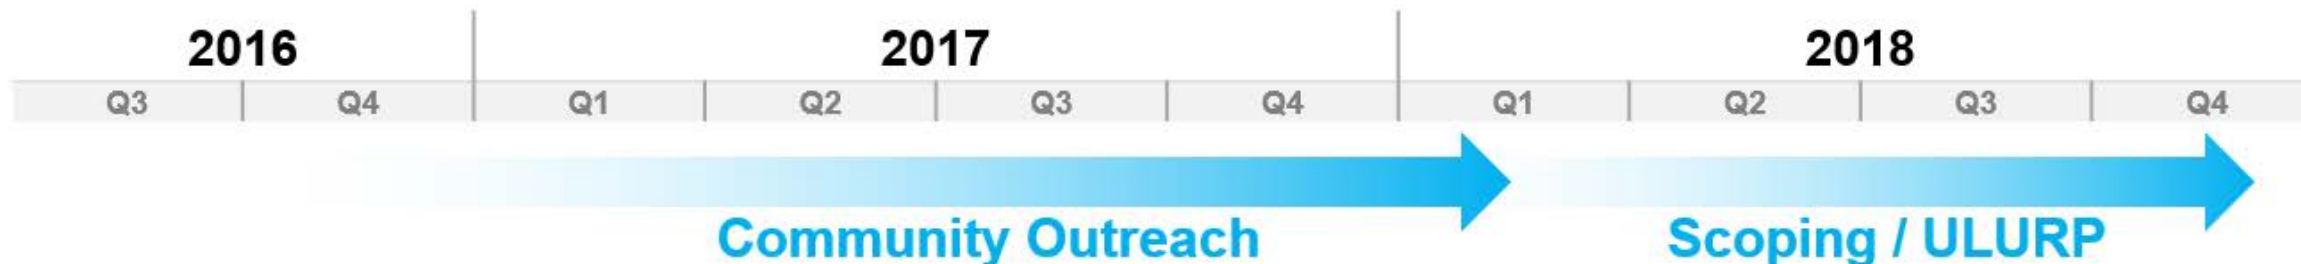 2016 2017 2018
Q3 Q4 Q1 Q2 Q3 Q4 Q1 Q2 Q3 Q4
Community Outreach Scoping / ULURP